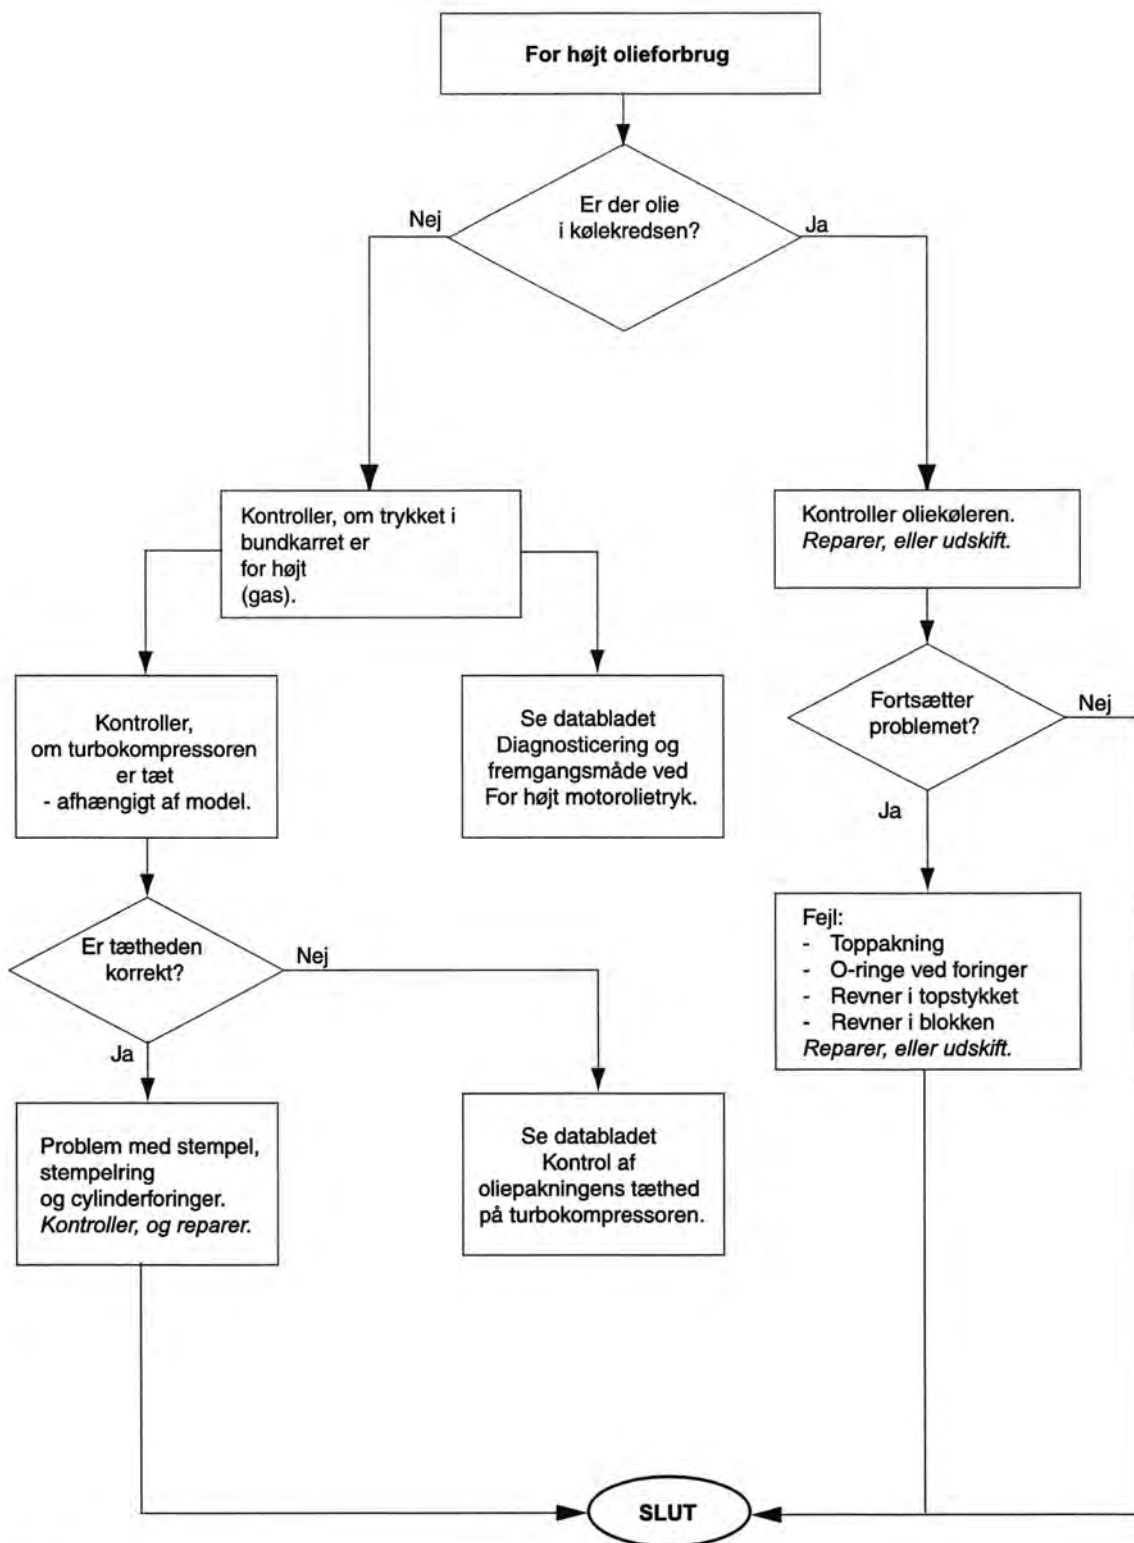 For højt olieforbrug
Er der olie
i kølekredsen?
Nej
Ja
Kontroller, om trykket i
bundkarret er
for højt
(gas).
Kontroller oliekøleren.
Reparer, eller udskift.
Kontroller,
om turbokompressoren
er tæt
- afhængigt af model.
Se databladet
Diagnosticering og
fremgangsmåde ved
For højt motorolietryk.
Fortsætter
problemet?
Nej
Ja
Er tætheden
korrekt?
Nej
Ja
Fejl:
- Toppakning
- O-ringe ved foringer
- Revner i topstykket
- Revner i blokken
Reparer, eller udskift.
Problem med stempel,
stempelring
og cylinderforinger.
Kontroller, og reparer.
Se databladet
Kontrol af
oliepakningens tæthed
på turbokompressoren.
SLUT